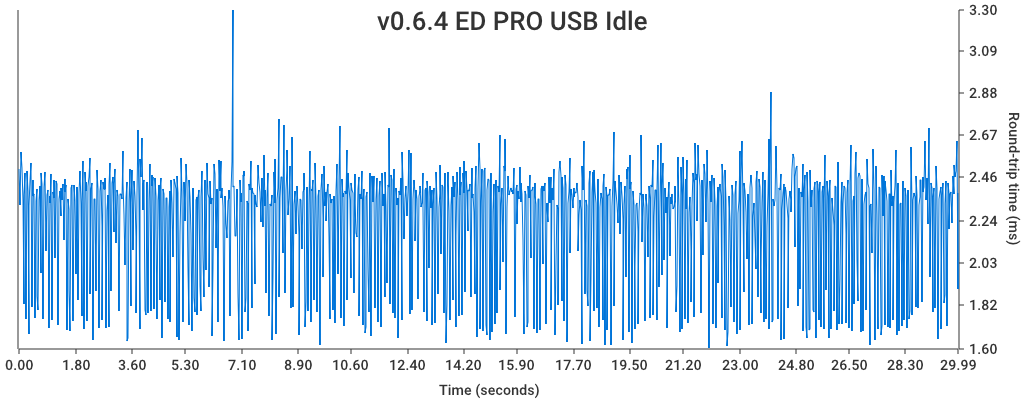 v0.6.4 ED PRO USB Idle
3.30
3.09
2.88
2.67
2.46
2.24
2.03
1.82
1.60
Round-trip time (ms)
0.00 1.80 3.60 5.30 7.10 8.90 10.60 12.40 14.20 15.90 17.70 19.50 21.20 23.00 24.80 26.50 28.30 29.99
Time (seconds)